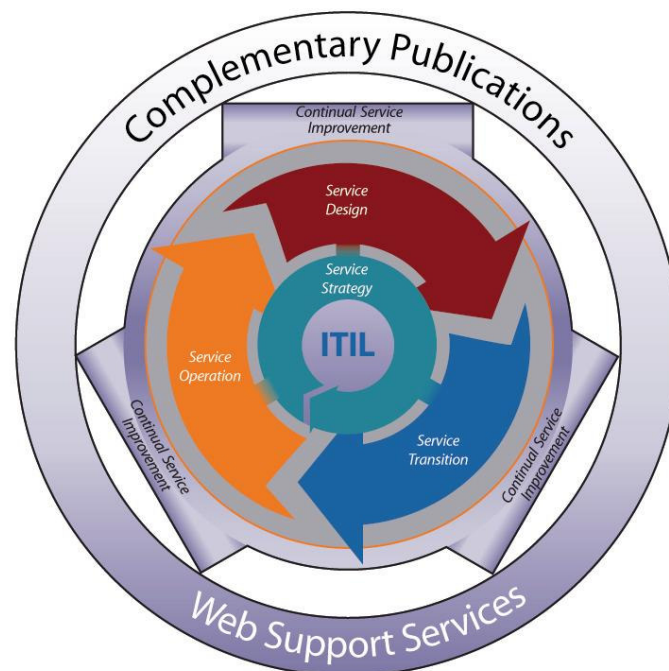 Complementary Publications
Continual Service
Improvement
Service
Design
Service
Strategy
ITIL
Service
Operation
Service
Transition
Continual Service
Improvement
Continual Service
Improvement
Web Support Services